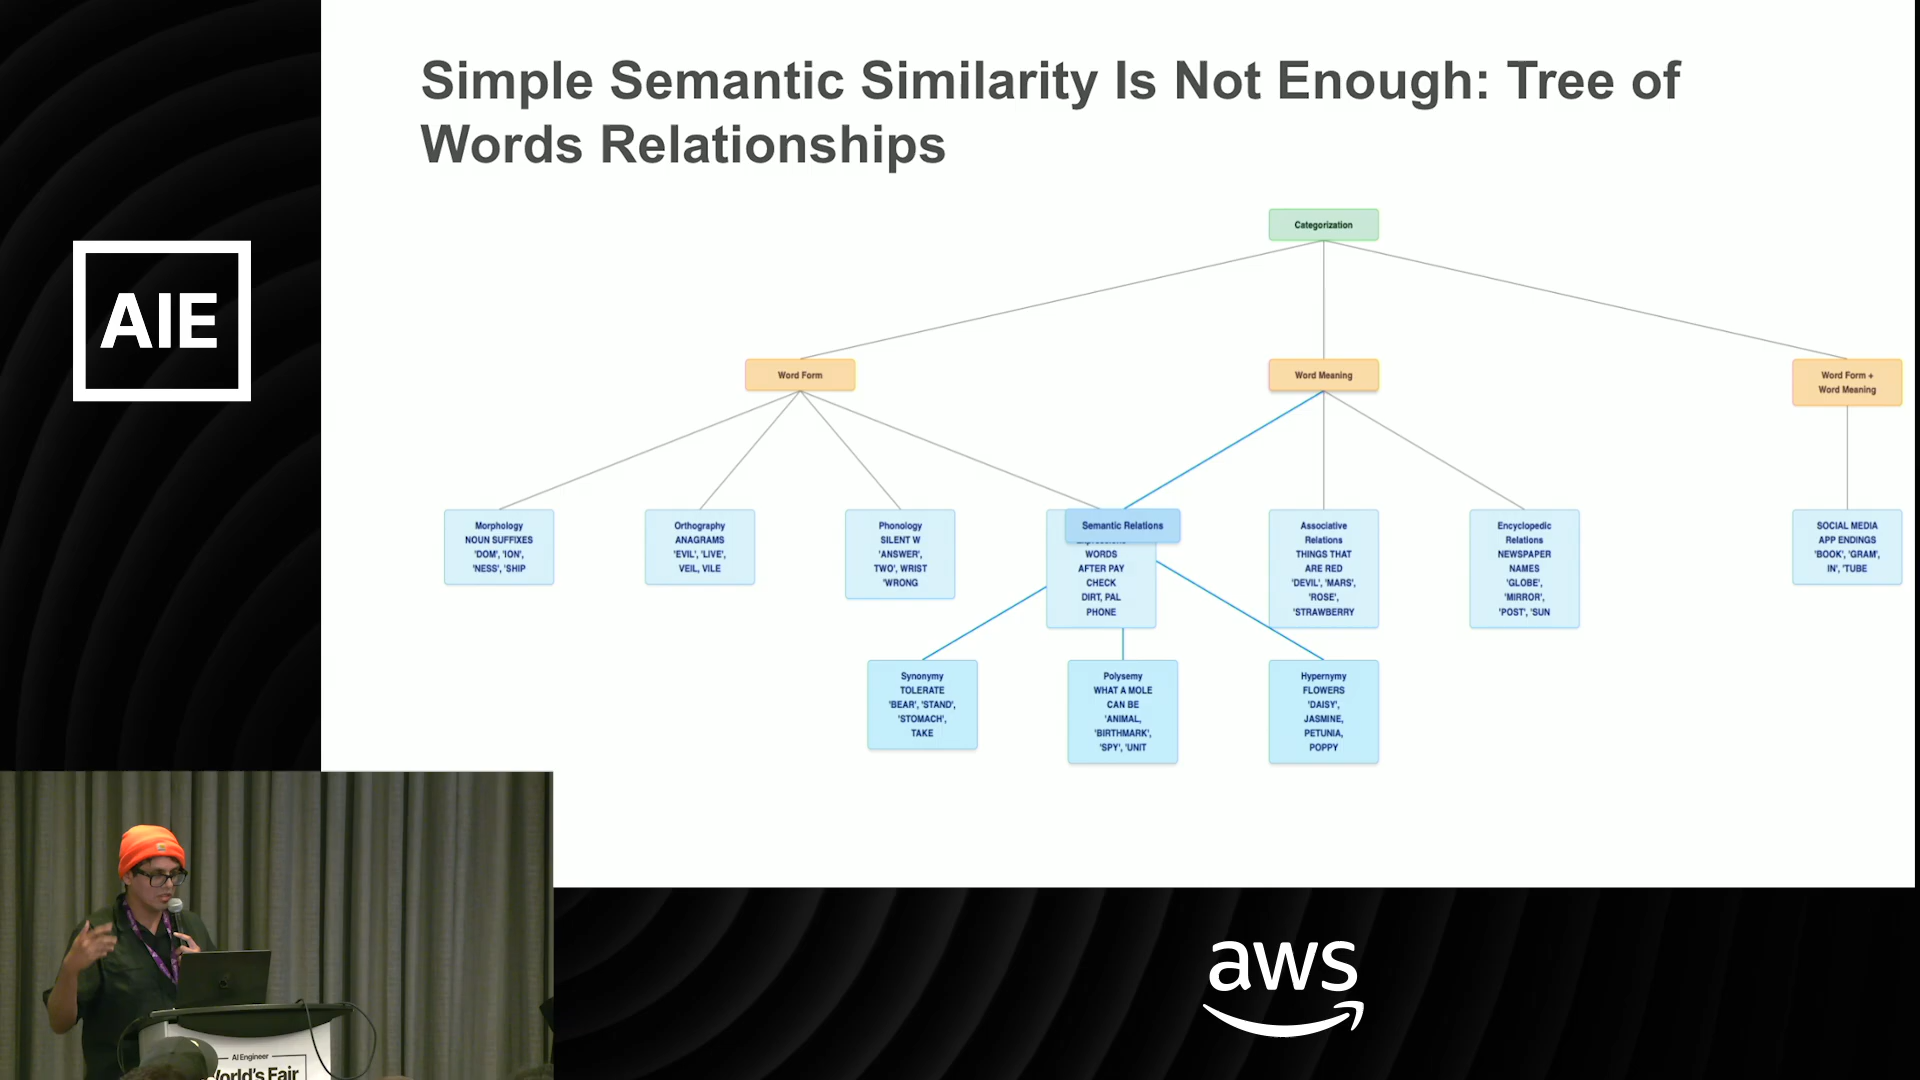 Simple Semantic Similarity Is Not Enough: Tree of
Words Relationships
AIE
Categorization
Word Form
Word Meaning
Word Form +
Word Meaning
Morphology
NOUN SUFFIXES
'DOM', 'ION',
'NESS', 'SHIP
Orthography
ANAGRAMS
'EVIL', 'LIVE',
VEIL, VILE
Phonology
SILENT W
'ANSWER',
TWO', WRIST
'WRONG
Semantic Relations
WORDS
AFTER PAY
CHECK
DIRT, PAL
PHONE
Associative
Relations
THINGS THAT
ARE RED
'DEVIL', 'MARS',
'ROSE',
'STRAWBERRY
Encyclopedic
Relations
NEWSPAPER
NAMES
'GLOBE',
'MIRROR',
'POST', 'SUN
SOCIAL MEDIA
APP ENDINGS
'BOOK', 'GRAM',
IN', 'TUBE
Synonymy
TOLERATE
'BEAR', 'STAND',
'STOMACH',
TAKE
Polysemy
WHAT A MOLE
CAN BE
'ANIMAL,
'BIRTHMARK',
'SPY', 'UNIT
Hypernymy
FLOWERS
'DAISY',
JASMINE,
PETUNIA,
POPPY
AI Engineer
World's Fair
aws